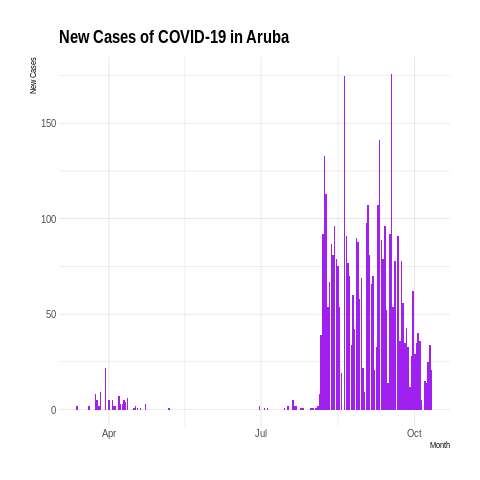 New Cases of COVID-19 in Aruba
New Cases
150
100
50
0
Apr
Jul
Oct
Month